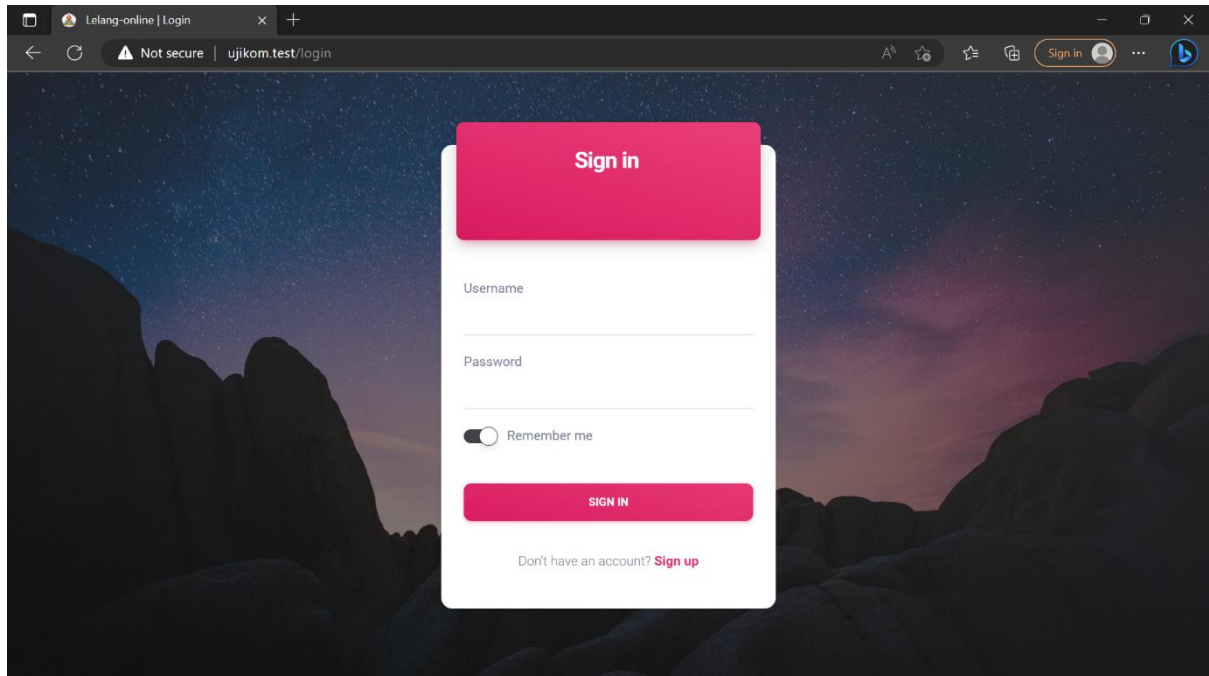 Lelang-online | Login
Not secure | ujikom.test/login
Sign in
Sign in
Username
Password
Remember me
SIGN IN
Don't have an account? Sign up